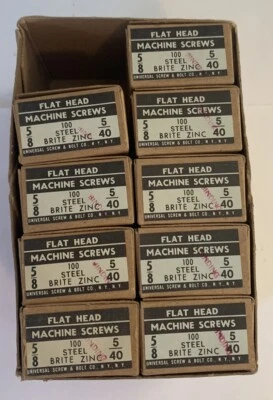 FLAT HEAD
MACHINE SCREWS
5/8 100 5/40
STEEL
BRITE ZINC
UNIVERSAL SCREW & BOLT CO. N.Y., N.Y.
FLAT HEAD
MACHINE SCREWS
5/8 100 5/40
STEEL
BRITE ZINC
UNIVERSAL SCREW & BOLT CO. N.Y., N.Y.
FLAT HEAD
MACHINE SCREWS
5/8 100 5/40
STEEL
BRITE ZINC
UNIVERSAL SCREW & BOLT CO. N.Y., N.Y.
FLAT HEAD
MACHINE SCREWS
5/8 100 5/40
STEEL
BRITE ZINC
UNIVERSAL SCREW & BOLT CO. N.Y., N.Y.
FLAT HEAD
MACHINE SCREWS
5/8 100 5/40
STEEL
BRITE ZINC
UNIVERSAL SCREW & BOLT CO. N.Y., N.Y.
FLAT HEAD
MACHINE SCREWS
5/8 100 5/40
STEEL
BRITE ZINC
UNIVERSAL SCREW & BOLT CO. N.Y., N.Y.
FLAT HEAD
MACHINE SCREWS
5/8 100 5/40
STEEL
BRITE ZINC
UNIVERSAL SCREW & BOLT CO. N.Y., N.Y.
FLAT HEAD
MACHINE SCREWS
5/8 100 5/40
STEEL
BRITE ZINC
UNIVERSAL SCREW & BOLT CO. N.Y., N.Y.
FLAT HEAD
MACHINE SCREWS
5/8 100 5/40
STEEL
BRITE ZINC
UNIVERSAL SCREW & BOLT CO. N.Y., N.Y.